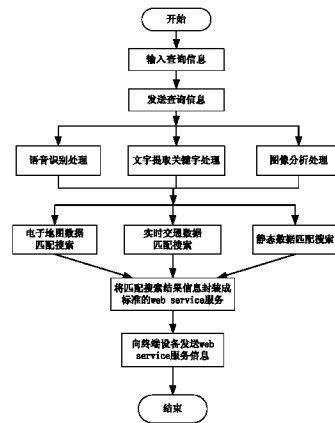 开始
输入查询信息
发送查询信息
语音识别处理
文字提取关键字处理
图像分析处理
电子地图数据
匹配搜索
实时交通数据
匹配搜索
静态数据匹配搜索
将匹配搜索结果信息封装成
标准的web service服务
向终端设备发送web
service服务信息
结束